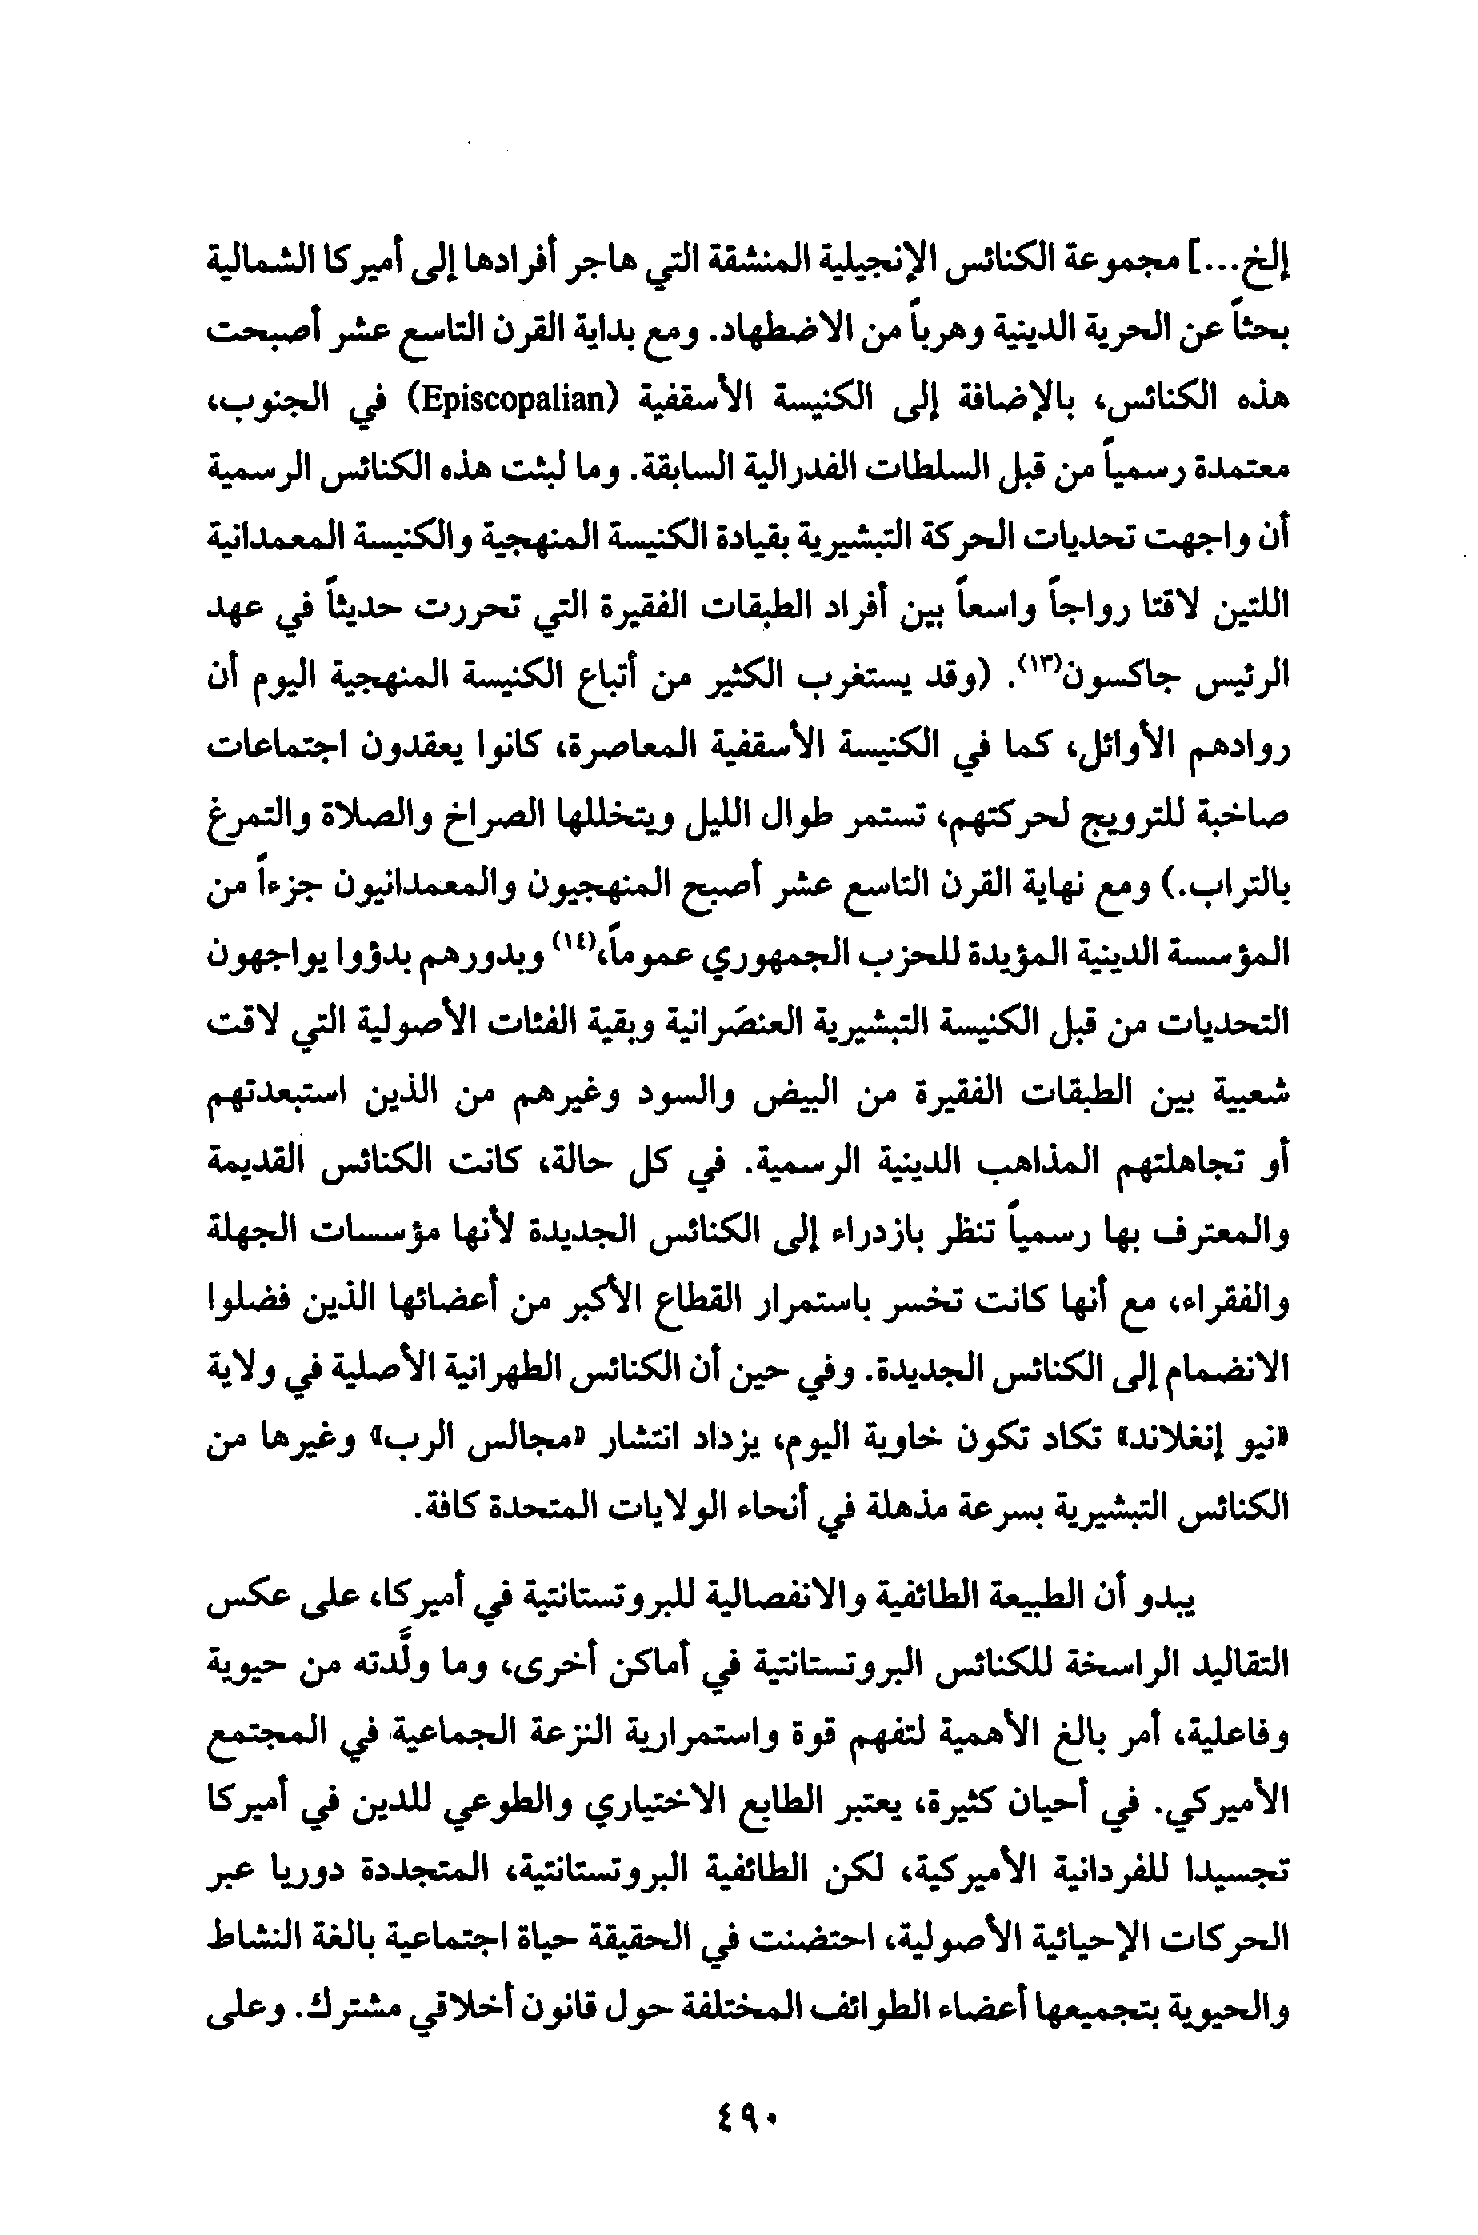 إلخ...] مجموعة الكنائس الإنجيلية المنشقة التي هاجر أفرادها إلى أميركا الشمالية
بحثاً عن الحرية الدينية وهرباً من الاضطهاد. ومع بداية القرن التاسع عشر أصبحت
هذه الكنائس، بالإضافة إلى الكنيسة الأسقفية (Episcopalian) في الجنوب،
معتمدة رسمياً من قبل السلطات الفدرالية السابقة. وما لبثت هذه الكنائس الرسمية
أن واجهت تحديات الحركة التبشيرية بقيادة الكنيسة المنهجية والكنيسة المعمدانية
اللتين لاقتا رواجاً واسعاً بين أفراد الطبقات الفقيرة التي تحررت حديثاً في عهد
الرئيس جاكسون(١٣). (وقد يستغرب الكثير من أتباع الكنيسة المنهجية اليوم أن
روادهم الأوائل، كما في الكنيسة الأسقفية المعاصرة، كانوا يعقدون اجتماعات
صاخبة للترويج لحركتهم، تستمر طوال الليل ويتخللها الصراخ والصلاة والتمرغ
بالتراب.) ومع نهاية القرن التاسع عشر أصبح المنهجيون والمعمدانيون جزءاً من
المؤسسة الدينية المؤيدة للحزب الجمهوري عموماً،(١٤) وبدورهم بدؤوا يواجهون
التحديات من قبل الكنيسة التبشيرية العنصَرانية وبقية الفئات الأصولية التي لاقت
شعبية بين الطبقات الفقيرة من البيض والسود وغيرهم من الذين استبعدتهم
أو تجاهلتهم المذاهب الدينية الرسمية. في كل حالة، كانت الكنائس القديمة
والمعترف بها رسمياً تنظر بازدراء إلى الكنائس الجديدة لأنها مؤسسات الجهلة
والفقراء، مع أنها كانت تخسر باستمرار القطاع الأكبر من أعضائها الذين فضلوا
الانضمام إلى الكنائس الجديدة. وفي حين أن الكنائس الطهرانية الأصلية في ولاية
«نيو إنغلاند» تكاد تكون خاوية اليوم، يزداد انتشار «مجالس الرب» وغيرها من
الكنائس التبشيرية بسرعة مذهلة في أنحاء الولايات المتحدة كافة.
يبدو أن الطبيعة الطائفية والانفصالية للبروتستانتية في أميركا، على عكس
التقاليد الراسخة للكنائس البروتستانتية في أماكن أخرى، وما ولَّدته من حيوية
وفاعلية، أمر بالغ الأهمية لتفهم قوة واستمرارية النزعة الجماعية في المجتمع
الأميركي. في أحيان كثيرة، يعتبر الطابع الاختياري والطوعي للدين في أميركا
تجسيدا للفردانية الأميركية، لكن الطائفية البروتستانتية، المتجددة دوريا عبر
الحركات الإحيائية الأصولية، احتضنت في الحقيقة حياة اجتماعية بالغة النشاط
والحيوية بتجميعها أعضاء الطوائف المختلفة حول قانون أخلاقي مشترك. وعلى
٤٩٠